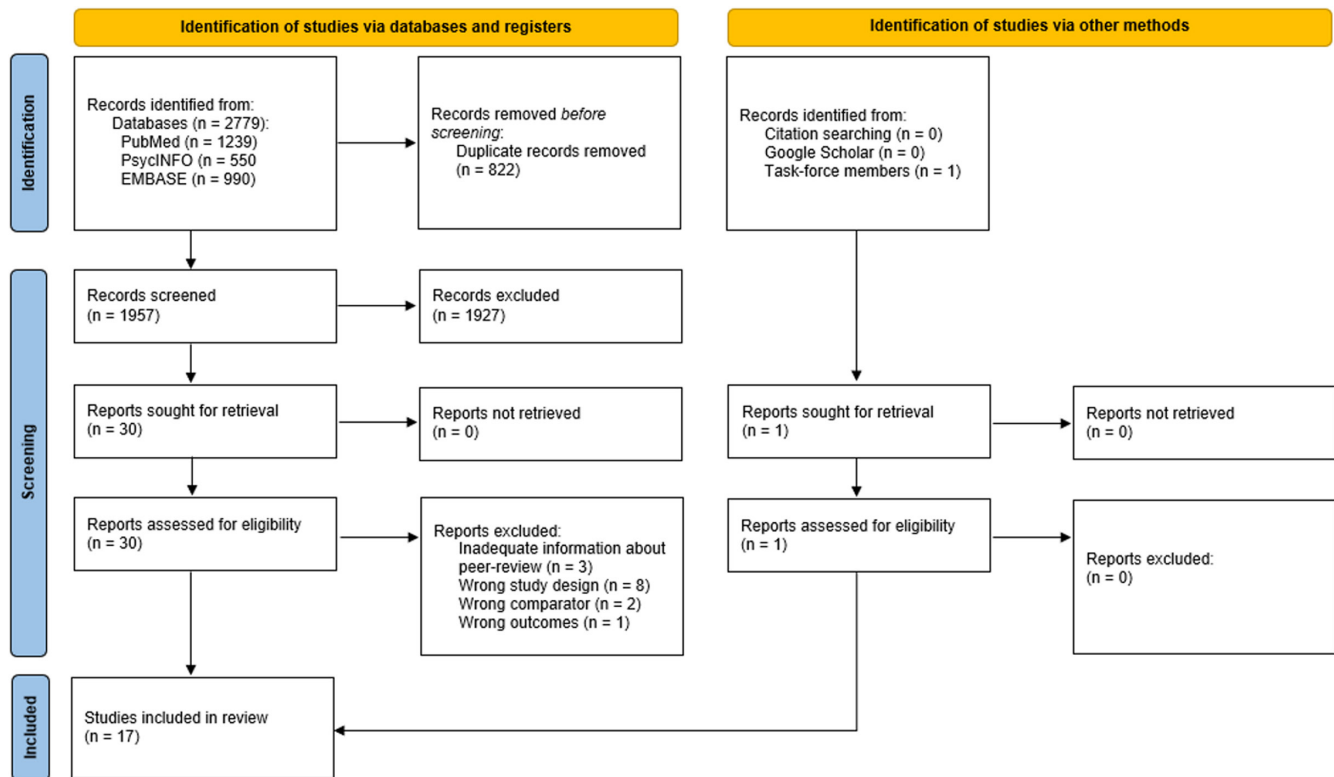 Identification of studies via databases and registers
Identification of studies via other methods
Identification
Records identified from:
Databases (n = 2779):
PubMed (n = 1239)
PsycINFO (n = 550
EMBASE (n = 990)
Records removed before
screening:
Duplicate records removed
(n = 822)
Records identified from:
Citation searching (n = 0)
Google Scholar (n = 0)
Task-force members (n = 1)
Screening
Records screened
(n = 1957)
Records excluded
(n = 1927)
Reports sought for retrieval
(n = 30)
Reports not retrieved
(n = 0)
Reports sought for retrieval
(n = 1)
Reports not retrieved
(n = 0)
Reports assessed for eligibility
(n = 30)
Reports excluded:
Inadequate information about
peer-review (n = 3)
Wrong study design (n = 8)
Wrong comparator (n = 2)
Wrong outcomes (n = 1)
Reports assessed for eligibility
(n = 1)
Reports excluded:
(n = 0)
Included
Studies included in review
(n = 17)